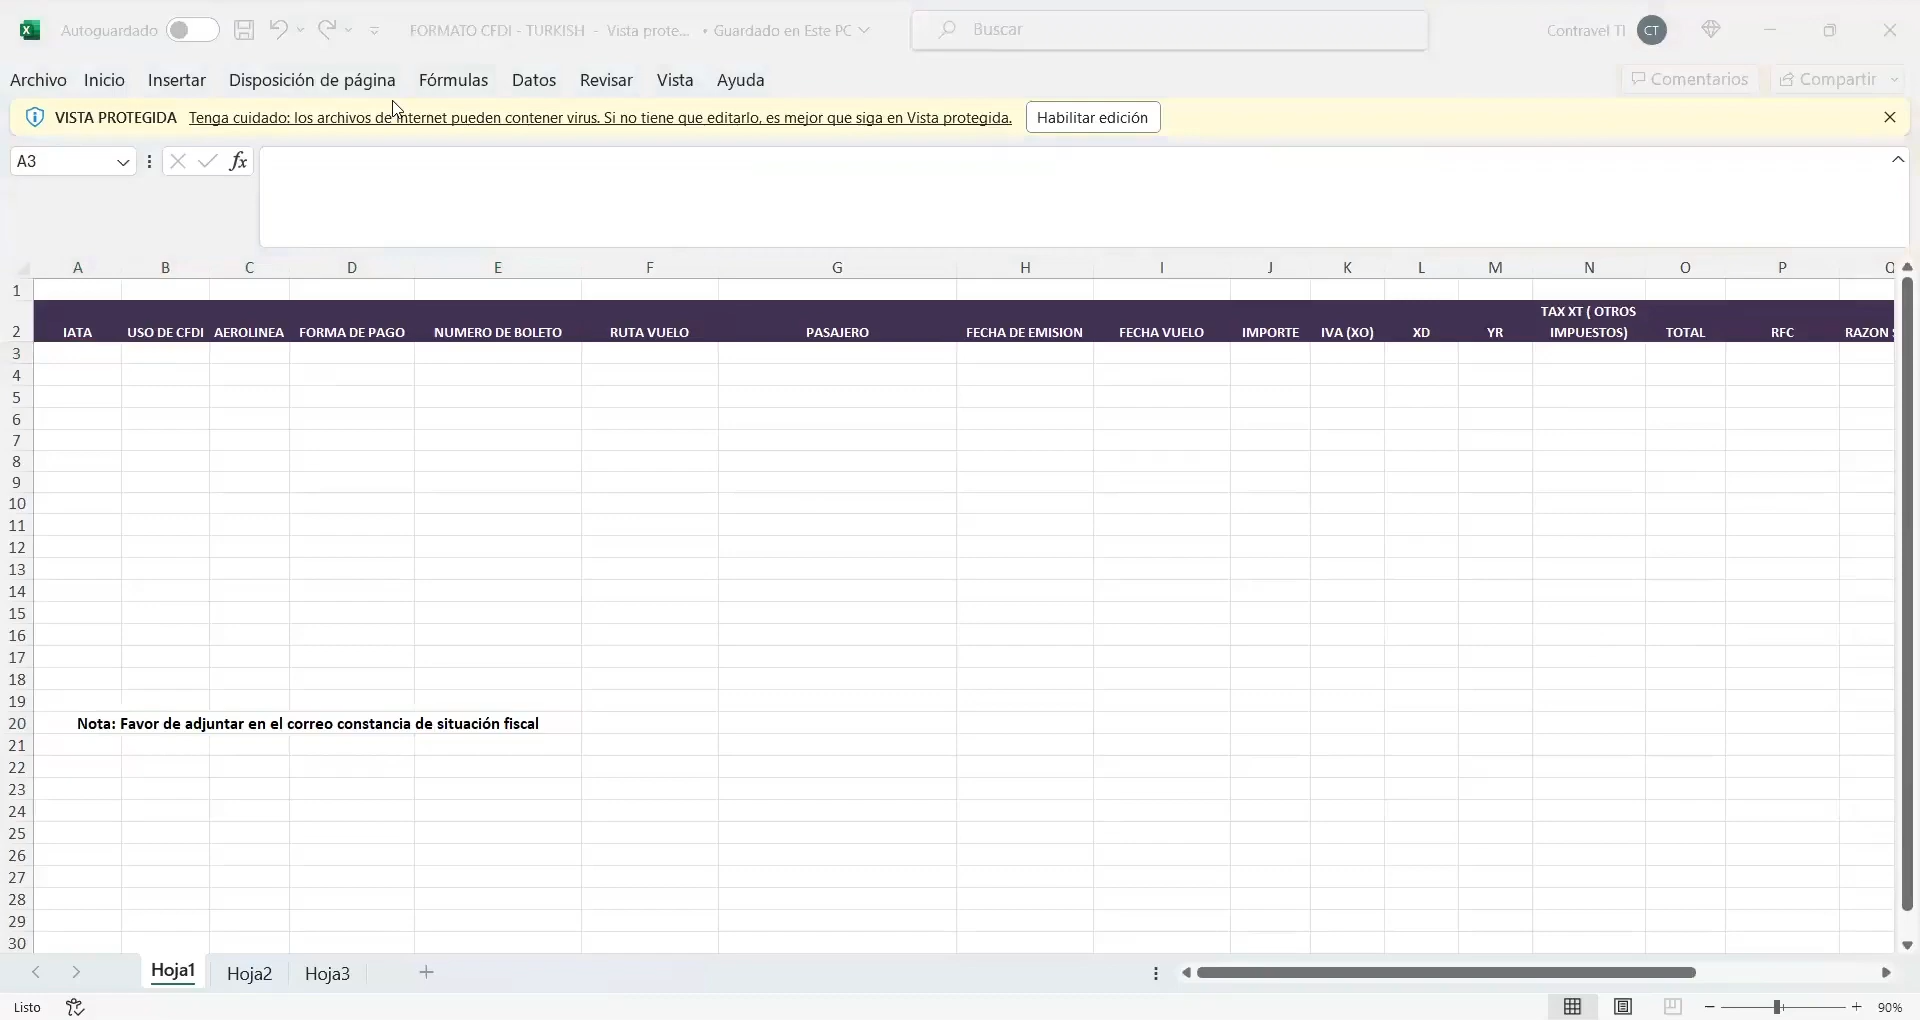 Autoguardado
FORMATO CFDI - TURKISH - Vista prote... • Guardado en Este PC
Buscar
Contravel TI
CT
Archivo Inicio Insertar Disposición de página Fórmulas Datos Revisar Vista Ayuda
Comentarios Compartir
VISTA PROTEGIDA Tenga cuidado: los archivos de Internet pueden contener virus. Si no tiene que editarlo, es mejor que siga en Vista protegida. Habilitar edición
A3
fx
A B C D E F G H I J K L M N O P Q
1
2 IATA USO DE CFDI AEROLINEA FORMA DE PAGO NUMERO DE BOLETO RUTA VUELO PASAJERO FECHA DE EMISION FECHA VUELO IMPORTE IVA (XO) XD YR TAX XT ( OTROS IMPUESTOS) TOTAL RFC RAZON
3
4
5
6
7
8
9
10
11
12
13
14
15
16
17
18
19
20 Nota: Favor de adjuntar en el correo constancia de situación fiscal
21
22
23
24
25
26
27
28
29
30
Hoja1 Hoja2 Hoja3
Listo
90%